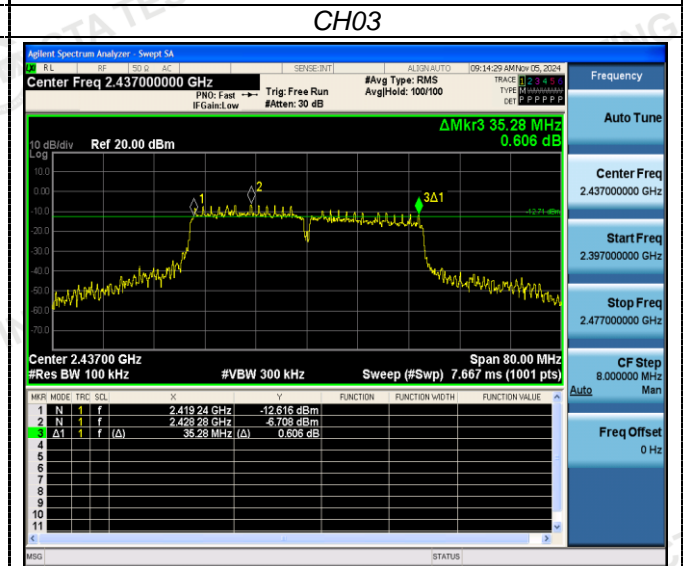 CH03
Agilent Spectrum Analyzer - Swept SA
RL RF 50 Ω AC SENSE:INT ALIGNAUTO 09:14:29 AM Nov 05, 2024
Center Freq 2.437000000 GHz
PNO: Fast
IFGain:Low
Trig: Free Run
#Atten: 30 dB
#Avg Type: RMS
Avg|Hold: 100/100
TRACE 1 2 3 4 5 6
TYPE M W W W W W
DET P P P P P P
Frequency
ΔMkr3 35.28 MHz
0.606 dB
10 dB/div Ref 20.00 dBm
Log
10.0
0.00
-10.0
-20.0
-30.0
-40.0
-50.0
-60.0
-70.0
1
2
3Δ1
-12.71 dBm
Center 2.43700 GHz Span 80.00 MHz
#Res BW 100 kHz #VBW 300 kHz Sweep (#Swp) 7.667 ms (1001 pts)
MKR MODE TRC SCL X Y FUNCTION FUNCTION WIDTH FUNCTION VALUE
1 N 1 f 2.419 24 GHz -12.616 dBm
2 N 1 f 2.428 28 GHz -6.708 dBm
3 Δ1 1 f (Δ) 35.28 MHz (Δ) 0.606 dB
4
5
6
7
8
9
10
11
MSG STATUS
Auto Tune
Center Freq
2.437000000 GHz
Start Freq
2.397000000 GHz
Stop Freq
2.477000000 GHz
CF Step
8.000000 MHz
Auto Man
Freq Offset
0 Hz